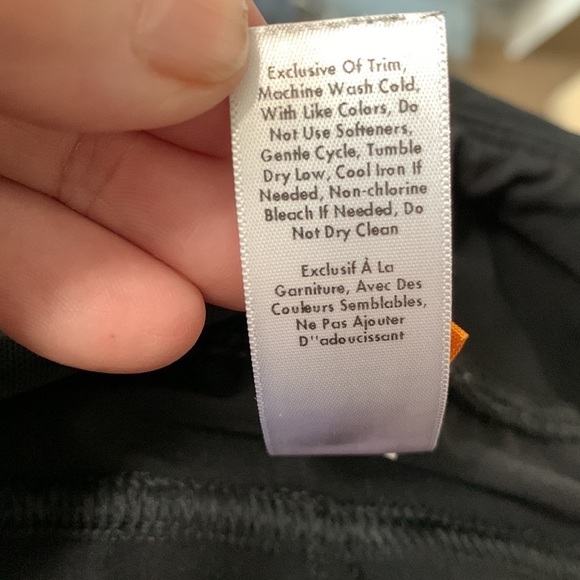 Exclusive Of Trim,
Machine Wash Cold,
With Like Colors, Do
Not Use Softeners,
Gentle Cycle, Tumble
Dry Low, Cool Iron If
Needed, Non-chlorine
Bleach If Needed, Do
Not Dry Clean
Exclusif À La
Garniture, Avec Des
Couleurs Semblables,
Ne Pas Ajouter
D''adoucissant